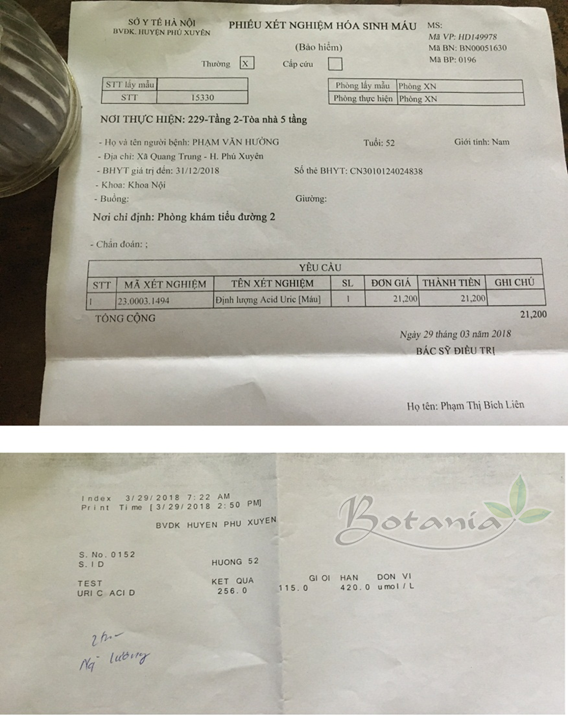 SỞ Y TẾ HÀ NỘI
BVDK. HUYỆN PHÚ XUYÊN
PHIẾU XÉT NGHIỆM HÓA SINH MÁU
(Bảo hiểm)
MS:
Mã VP: HD149978
Mã BN: BN00051630
Mã BP: 0196
Thường X Cấp cứu
STT lấy mẫu
STT 15330
Phòng lấy mẫu Phòng XN
Phòng thực hiện Phòng XN
NƠI THỰC HIỆN: 229-Tầng 2-Tòa nhà 5 tầng
- Họ và tên người bệnh: PHẠM VĂN HƯỜNG Tuổi: 52 Giới tính: Nam
- Địa chỉ: Xã Quang Trung - H. Phú Xuyên
- BHYT giá trị đến: 31/12/2018 Số thẻ BHYT: CN3010124024838
- Khoa: Khoa Nội
- Buồng: Giường:
Nơi chỉ định: Phòng khám tiểu đường 2
- Chẩn đoán: ;
YÊU CẦU
STT MÃ XÉT NGHIỆM TÊN XÉT NGHIỆM SL ĐƠN GIÁ THÀNH TIỀN GHI CHÚ
1 23.0003.1494 Định lượng Acid Uric [Máu] 1 21,200 21,200
TỔNG CỘNG 21,200
Ngày 29 tháng 03 năm 2018
BÁC SỸ ĐIỀU TRỊ
Họ tên: Phạm Thị Bích Liên
Index 3/29/2018 7:22 AM
Print Time [3/29/2018 2:50 PM]
BVDK HUYEN PHU XUYEN
Botania
S.No.0152
S.ID HUONG 52
TEST KET QUA GIOI HAN DON VI
URIC ACID 256.0 115.0 420.0 umol/L